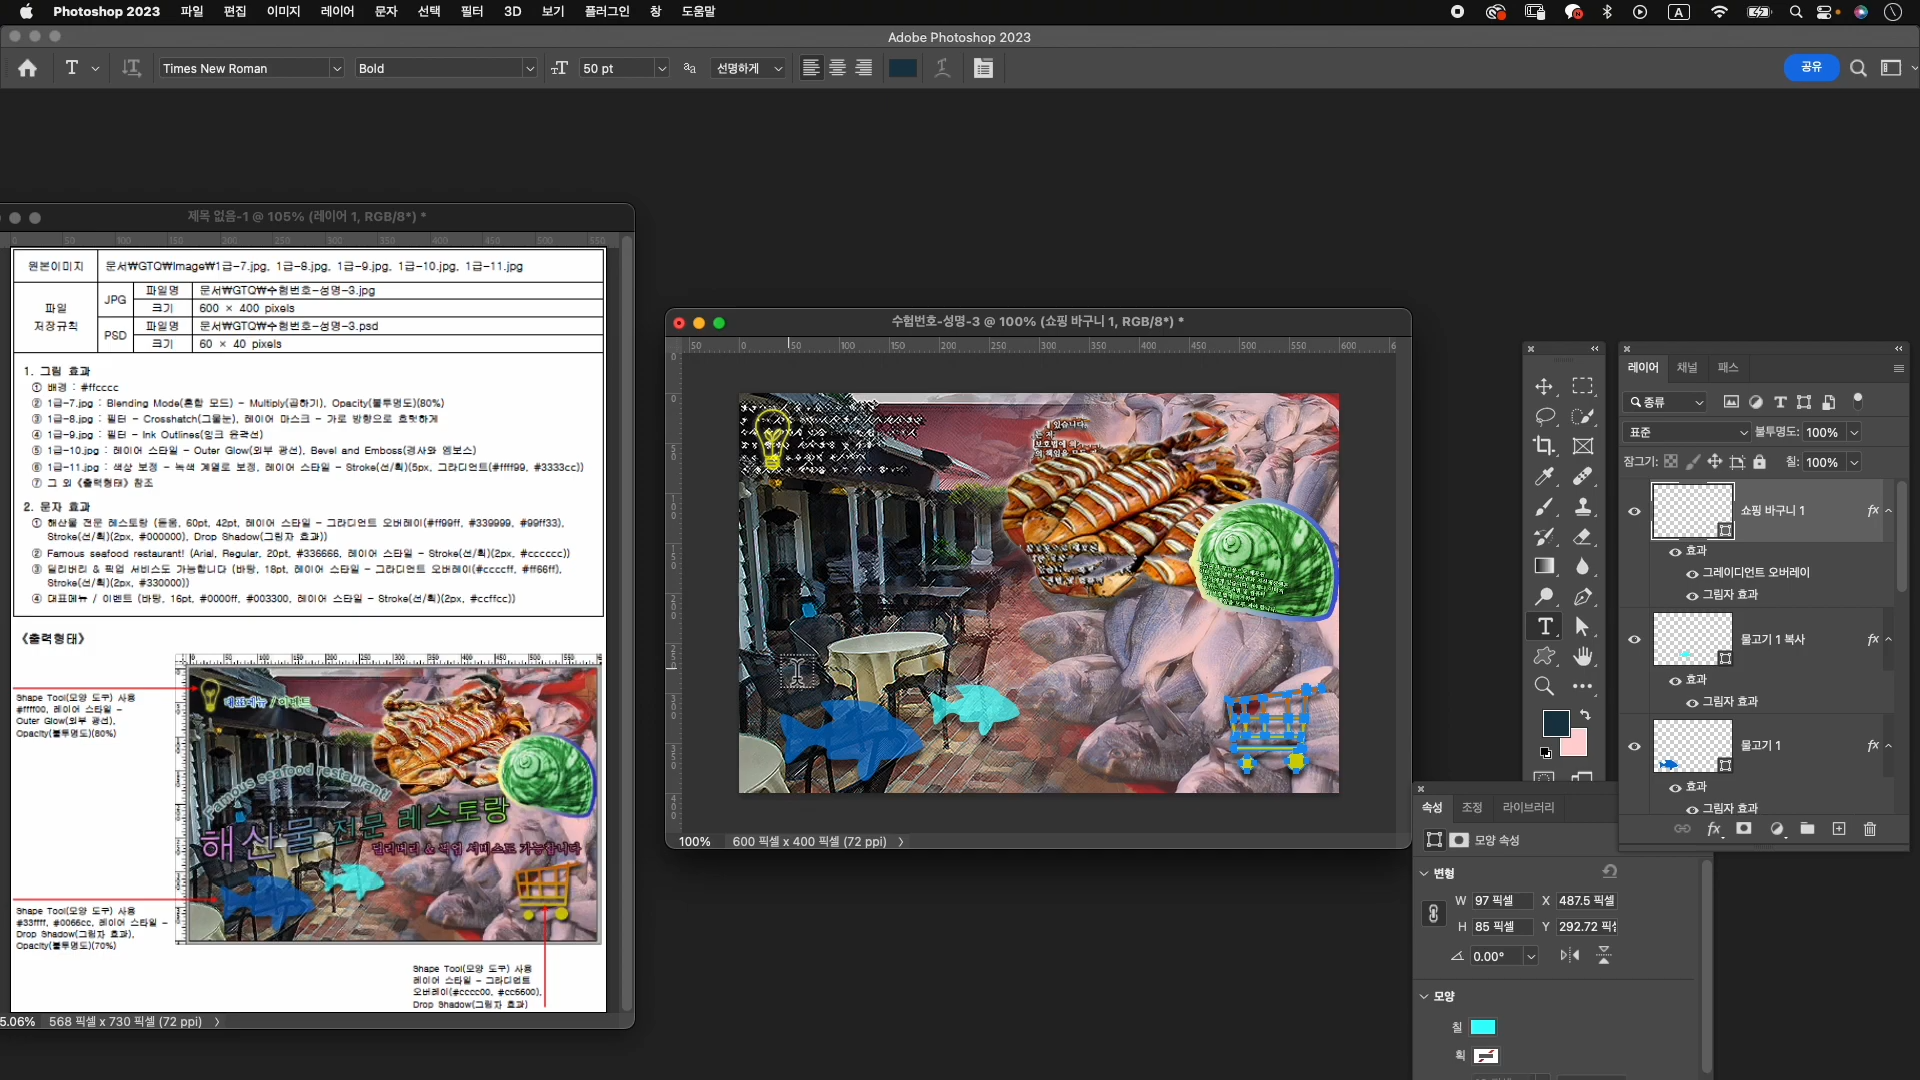 Photoshop 2023 파일 편집 이미지 레이어 문자 선택 필터 3D 보기 플러그인 창 도움말
A
Adobe Photoshop 2023
T Times New Roman Bold 50 pt 선명하게 공유
제목 없음-1 @ 105% (레이어 1, RGB/8*) *
0 50 100 150 200 250 300 350 400 450 500 550
원본이미지 문서₩GTQ₩Image₩1급-7.jpg, 1급-8.jpg, 1급-9.jpg, 1급-10.jpg, 1급-11.jpg
파일 저장규칙
JPG 파일명 문서₩GTQ₩수험번호-성명-3.jpg
크기 600 × 400 pixels
PSD 파일명 문서₩GTQ₩수험번호-성명-3.psd
크기 60 × 40 pixels
1. 그림 효과
① 배경 : #ffcccc
② 1급-7.jpg : Blending Mode(혼합 모드) - Multiply(곱하기), Opacity(불투명도)(80%)
③ 1급-8.jpg : 필터 - Crosshatch(그물눈), 레이어 마스크 - 가로 방향으로 흐릿하게
④ 1급-9.jpg : 필터 - Ink Outlines(잉크 윤곽선)
⑤ 1급-10.jpg : 레이어 스타일 - Outer Glow(외부 광선), Bevel and Emboss(경사와 엠보스)
⑥ 1급-11.jpg : 색상 보정 - 녹색 계열로 보정, 레이어 스타일 - Stroke(선/획)(5px, 그라디언트(#ffff99, #3333cc))
⑦ 그 외 《출력형태》 참조
2. 문자 효과
① 해산물 전문 레스토랑 (돋움, 60pt, 42pt, 레이어 스타일 - 그라디언트 오버레이(#ff99ff, #339999, #99ff33),
Stroke(선/획)(2px, #000000), Drop Shadow(그림자 효과))
② Famous seafood restaurant! (Arial, Regular, 20pt, #336666, 레이어 스타일 - Stroke(선/획)(2px, #cccccc))
③ 딜리버리 & 픽업 서비스도 가능합니다 (바탕, 18pt, 레이어 스타일 - 그라디언트 오버레이(#ccccff, #ff66ff),
Stroke(선/획)(2px, #330000))
④ 대표메뉴 / 이벤트 (바탕, 16pt, #0000ff, #003300, 레이어 스타일 - Stroke(선/획)(2px, #ccffcc))
《출력형태》
Shape Tool(모양 도구) 사용
#ffff00, 레이어 스타일 -
Outer Glow(외부 광선),
Opacity(불투명도)(80%)
대표메뉴 / 이벤트
Famous seafood restaurant!
해산물 전문 레스토랑
딜리버리 & 픽업 서비스도 가능합니다
Shape Tool(모양 도구) 사용
#33ffff, #0066cc, 레이어 스타일 -
Drop Shadow(그림자 효과),
Opacity(불투명도)(70%)
Shape Tool(모양 도구) 사용
레이어 스타일 - 그라디언트
오버레이(#cccc00, #cc6600),
Drop Shadow(그림자 효과)
5.06% 568 픽셀 x 730 픽셀 (72 ppi)
수험번호-성명-3 @ 100% (쇼핑 바구니 1, RGB/8*) *
50 0 50 100 150 200 250 300 350 400 450 500 550 600 6
100% 600 픽셀 x 400 픽셀 (72 ppi)
레이어 채널 패스
종류
표준 불투명도: 100%
잠그기: 칠: 100%
쇼핑 바구니 1 fx
효과
그레이디언트 오버레이
그림자 효과
물고기 1 복사 fx
효과
그림자 효과
물고기 1 fx
효과
그림자 효과
fx
속성 조정 라이브러리
모양 속성
변형
W 97 픽셀 X 487.5 픽셀
H 85 픽셀 Y 292.72
0.00°
모양
칠
획